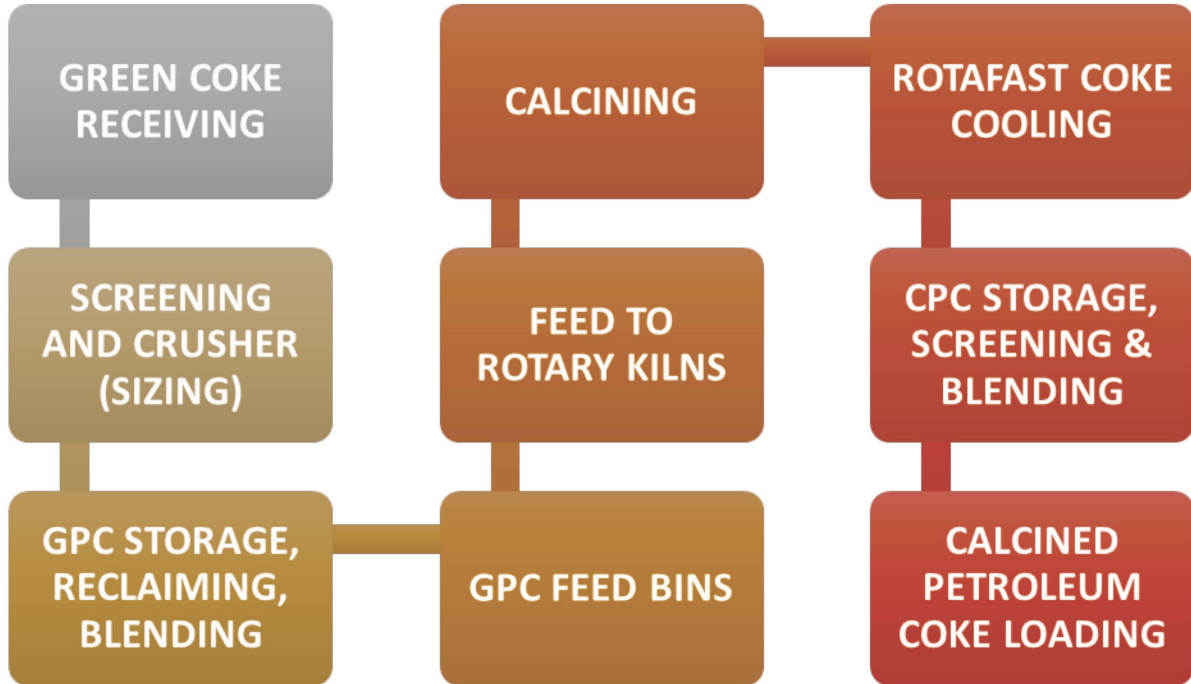 GREEN COKE
RECEIVING
SCREENING
AND CRUSHER
(SIZING)
GPC STORAGE,
RECLAIMING,
BLENDING
GPC FEED BINS
FEED TO
ROTARY KILNS
CALCINING
ROTAFAST COKE
COOLING
CPC STORAGE,
SCREENING &
BLENDING
CALCINED
PETROLEUM
COKE LOADING